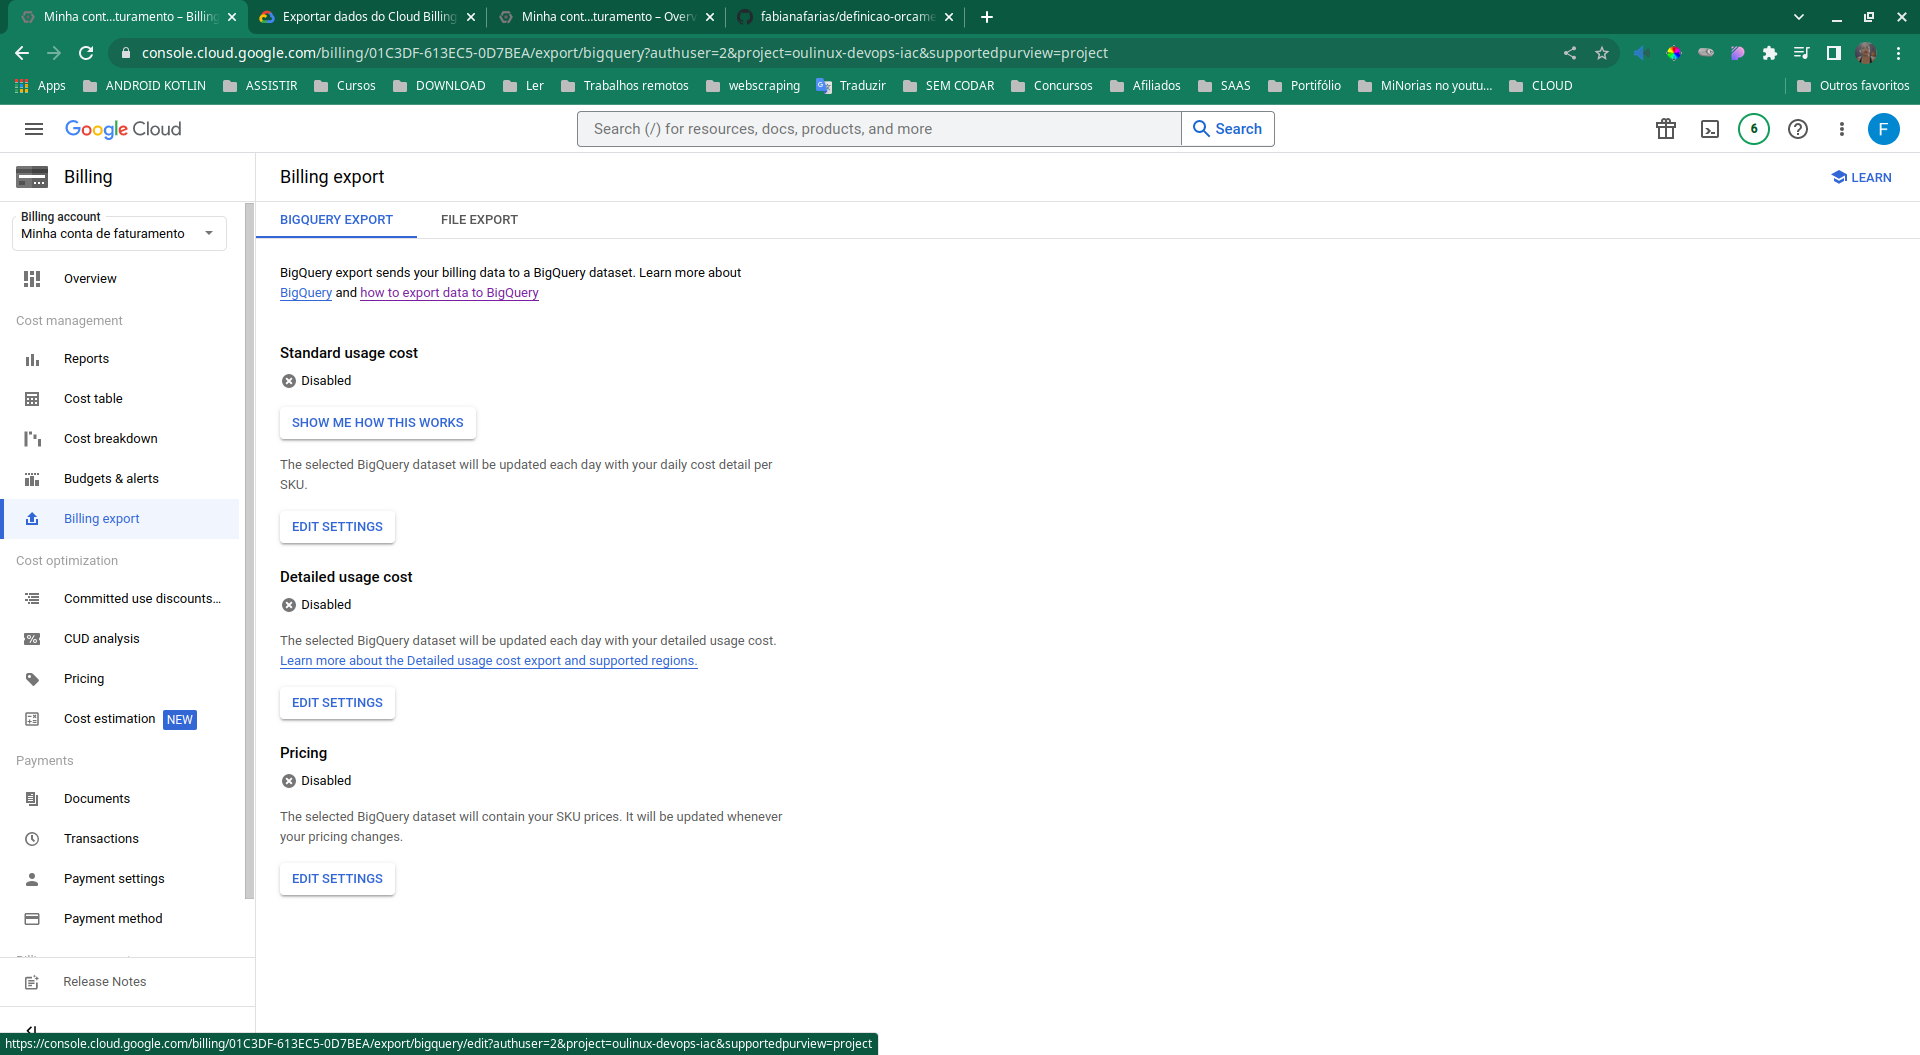 Minha cont...turamento – Billing
Exportar dados do Cloud Billing
Minha cont...turamento – Overv
fabianafarias/definicao-orcame
console.cloud.google.com/billing/01C3DF-613EC5-0D7BEA/export/bigquery?authuser=2&project=oulinux-devops-iac&supportedpurview=project
Apps
ANDROID KOTLIN
ASSISTIR
Cursos
DOWNLOAD
Ler
Trabalhos remotos
webscraping
Traduzir
SEM CODAR
Concursos
Afiliados
SAAS
Portifólio
MiNorias no youtu...
CLOUD
Outros favoritos
Google Cloud
Search (/) for resources, docs, products, and more
Search
6
F
Billing
Billing export
LEARN
Billing account
Minha conta de faturamento
BIGQUERY EXPORT
FILE EXPORT
Overview
Cost management
Reports
Cost table
Cost breakdown
Budgets & alerts
Billing export
Cost optimization
Committed use discounts...
CUD analysis
Pricing
Cost estimation NEW
Payments
Documents
Transactions
Payment settings
Payment method
Release Notes
BigQuery export sends your billing data to a BigQuery dataset. Learn more about
BigQuery and how to export data to BigQuery
Standard usage cost
Disabled
SHOW ME HOW THIS WORKS
The selected BigQuery dataset will be updated each day with your daily cost detail per
SKU.
EDIT SETTINGS
Detailed usage cost
Disabled
The selected BigQuery dataset will be updated each day with your detailed usage cost.
Learn more about the Detailed usage cost export and supported regions.
EDIT SETTINGS
Pricing
Disabled
The selected BigQuery dataset will contain your SKU prices. It will be updated whenever
your pricing changes.
EDIT SETTINGS
https://console.cloud.google.com/billing/01C3DF-613EC5-0D7BEA/export/bigquery/edit?authuser=2&project=oulinux-devops-iac&supportedpurview=project